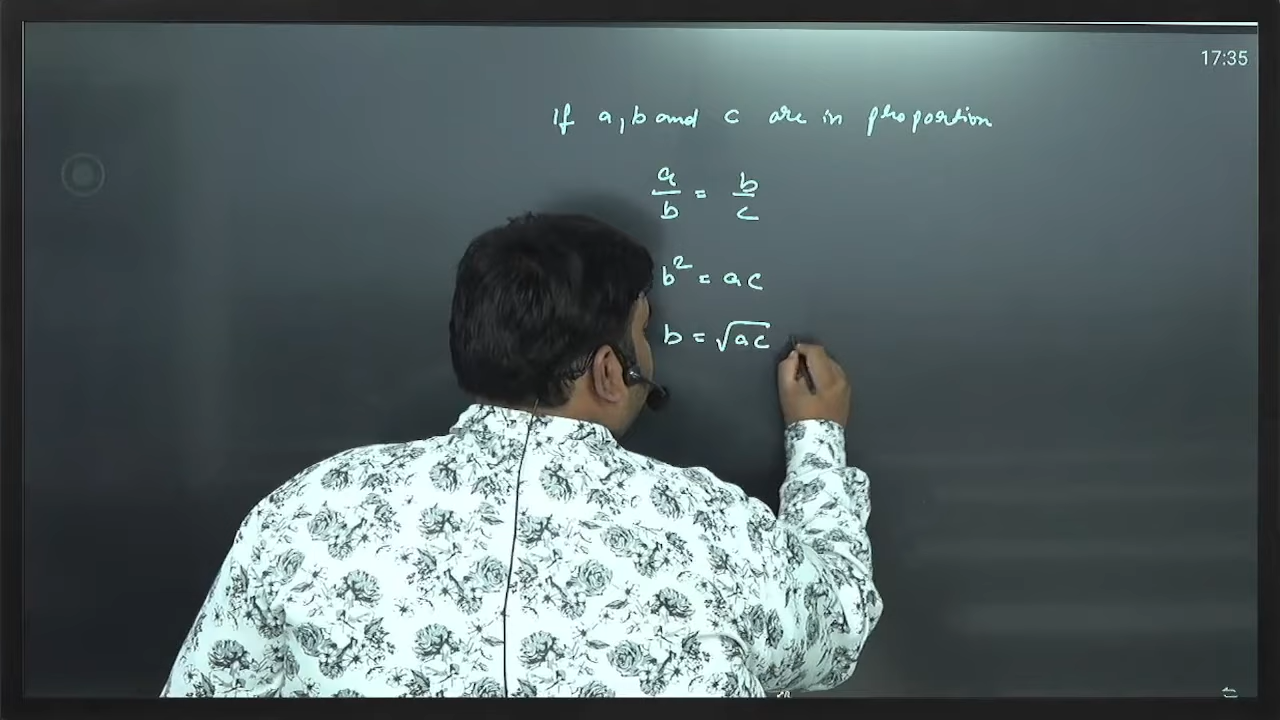 17:35
If a, b and c are in proportion
a/b = b/c
b² = ac
b = √ac